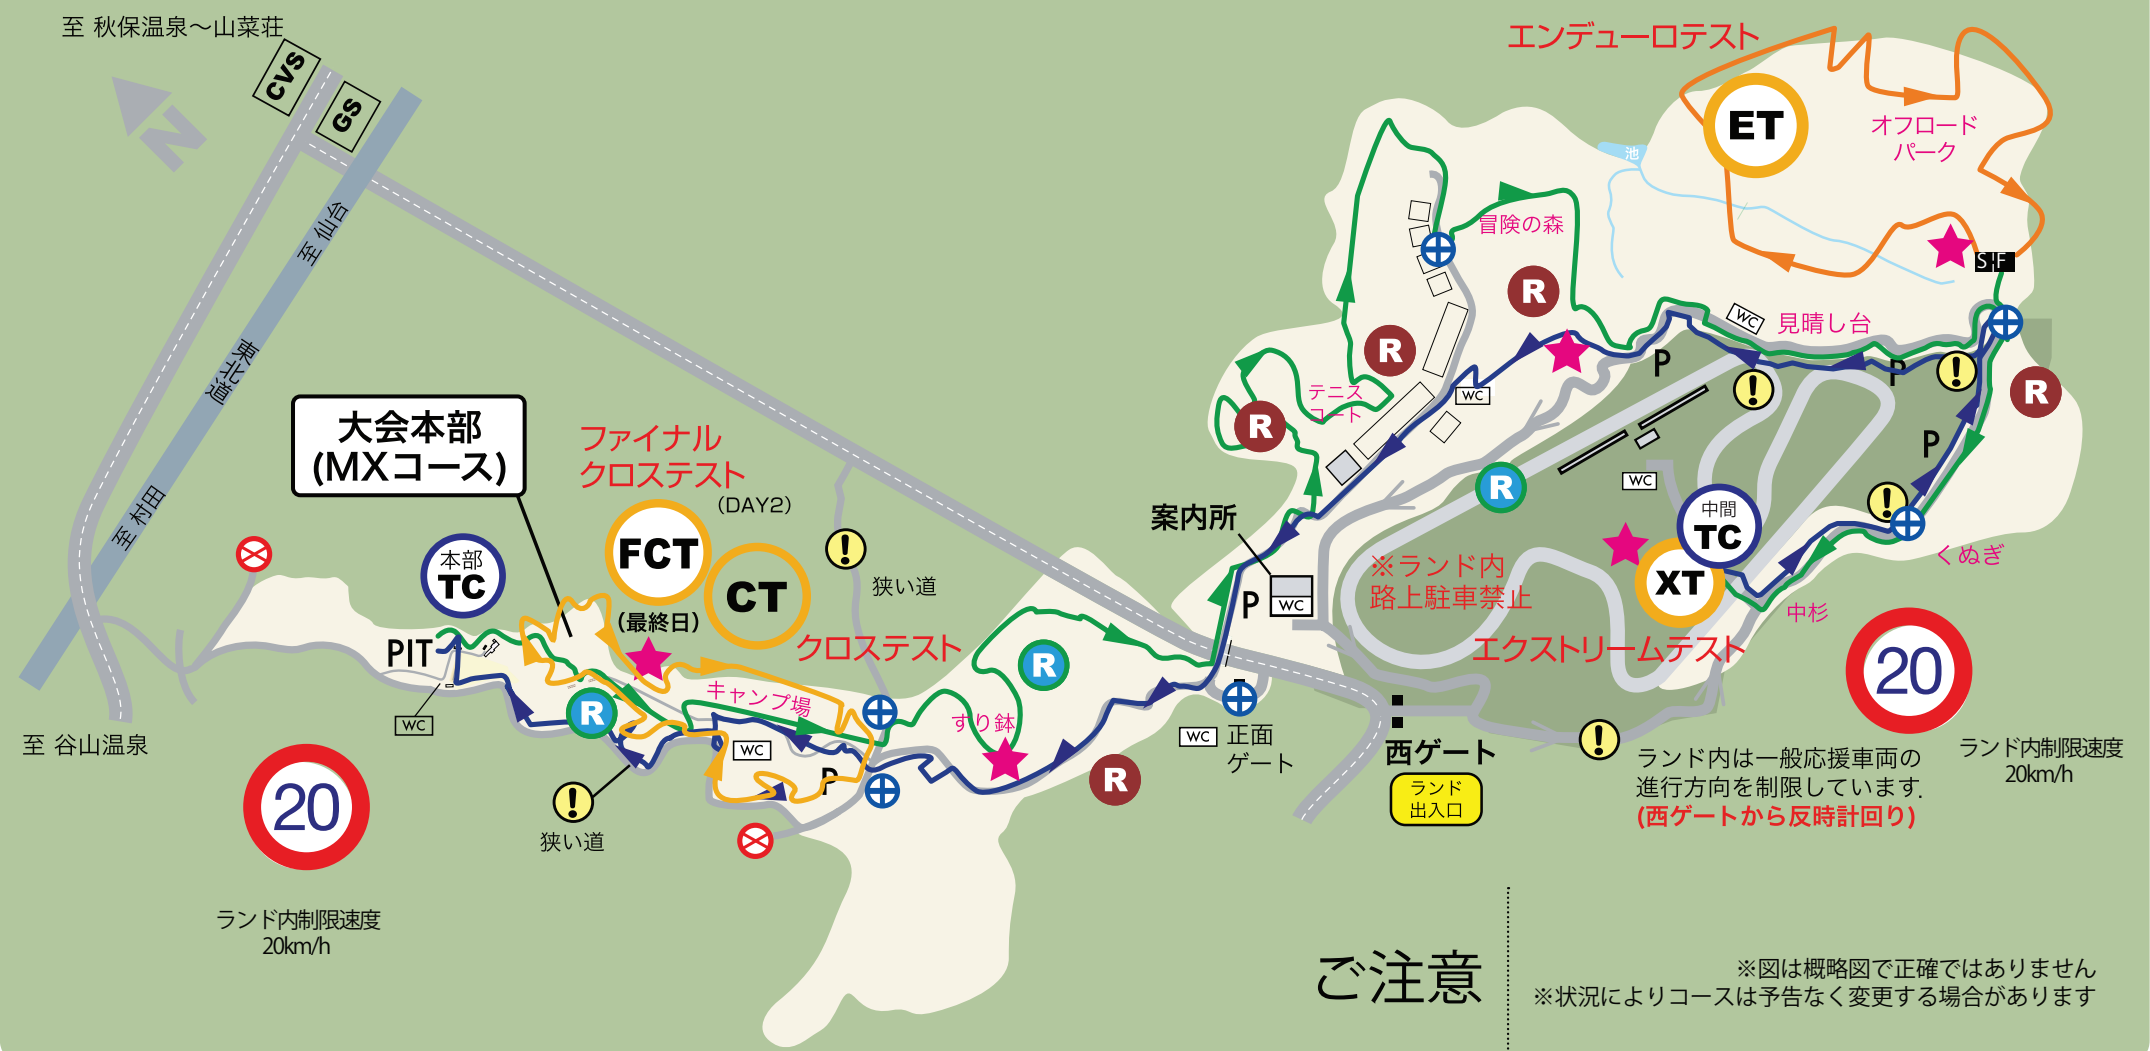 至 秋保温泉～山菜荘
CVS
GS
N
至 仙台
東北道
至 村田
至 谷山温泉
大会本部
(MXコース)
ファイナル
クロステスト
(DAY2)
FCT
(最終日)
CT
クロステスト
本部
TC
PIT
WC
R
!
狭い道
!
狭い道
キャンプ場
WC
P
すり鉢
R
R
20
ランド内制限速度
20km/h
案内所
P
WC
WC
正面
ゲート
西ゲート
ランド
出入口
テニス
コート
R
R
R
冒険の森
WC
池
エンデューロテスト
ET
オフロード
パーク
S・F
見晴し台
WC
P
P
!
!
R
P
!
くぬぎ
中杉
R
WC
中間
TC
XT
エクストリームテスト
※ランド内
路上駐車禁止
!
20
ランド内制限速度
20km/h
ランド内は一般応援車両の
進行方向を制限しています.
(西ゲートから反時計回り)
ご注意
※図は概略図で正確ではありません
※状況によりコースは予告なく変更する場合があります